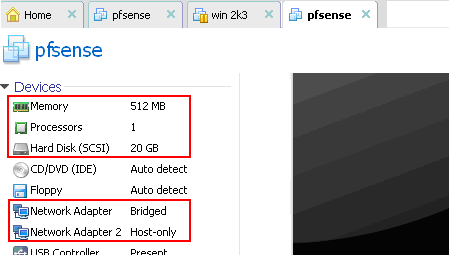 Home pfsense win 2k3 pfsense
pfsense
Devices
Memory 512 MB
Processors 1
Hard Disk (SCSI) 20 GB
CD/DVD (IDE) Auto detect
Floppy Auto detect
Network Adapter Bridged
Network Adapter 2 Host-only
USB Controller Present